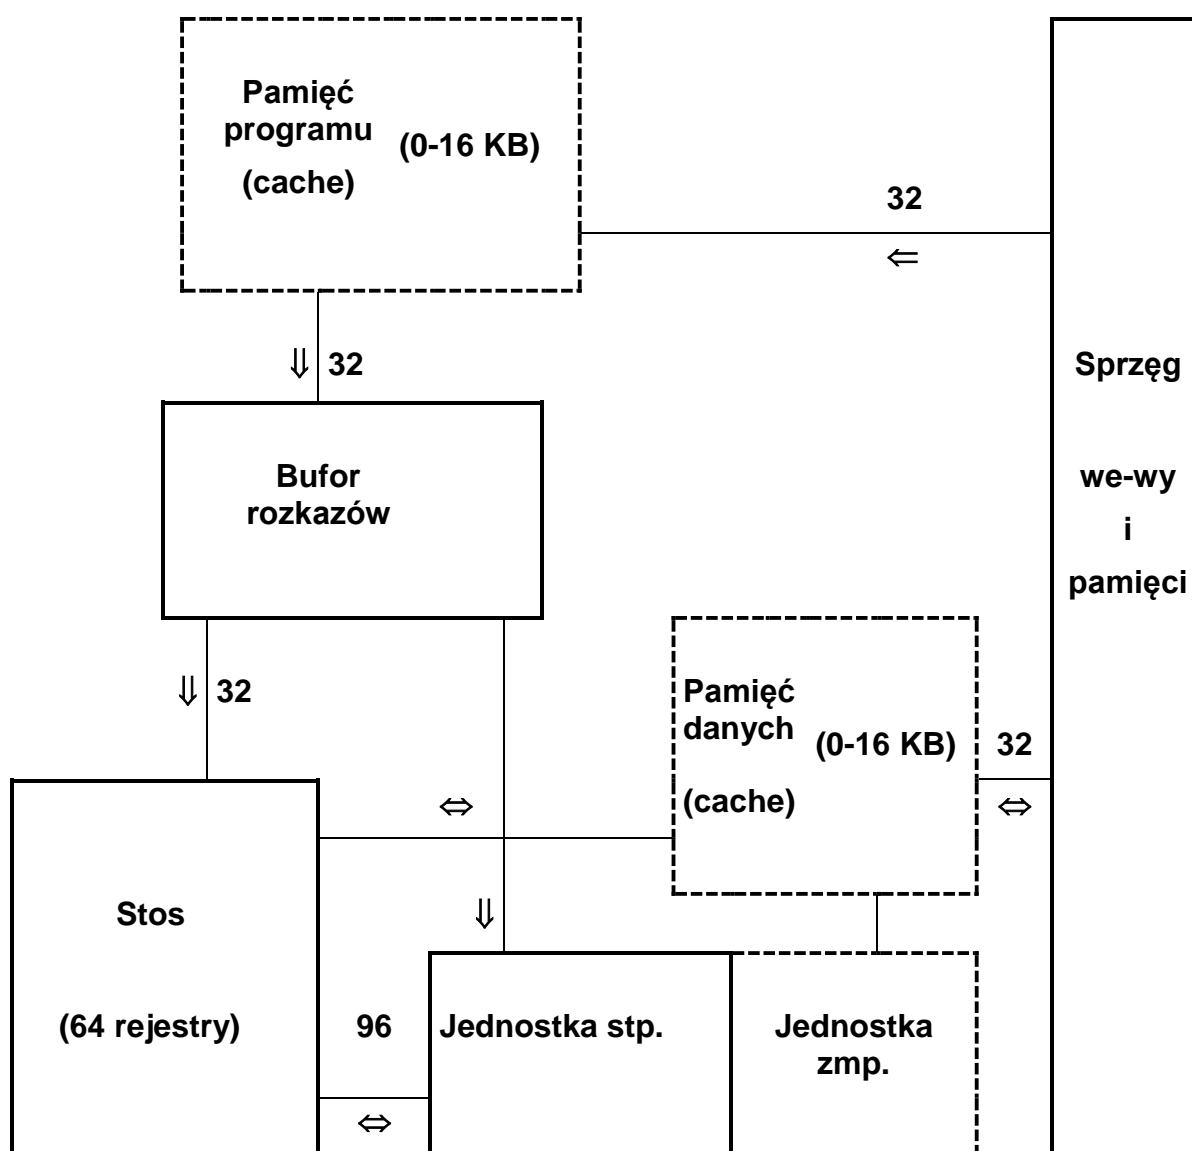 Pamięć
programu (0-16 KB)
(cache)
32
⇐
⇓ 32
Sprzęg
we-wy
i
pamięci
Bufor
rozkazów
⇓ 32
Pamięć
danych (0-16 KB)
(cache)
32
⇔
⇔
⇓
Stos
(64 rejestry)
96
⇔
Jednostka stp.
Jednostka
zmp.